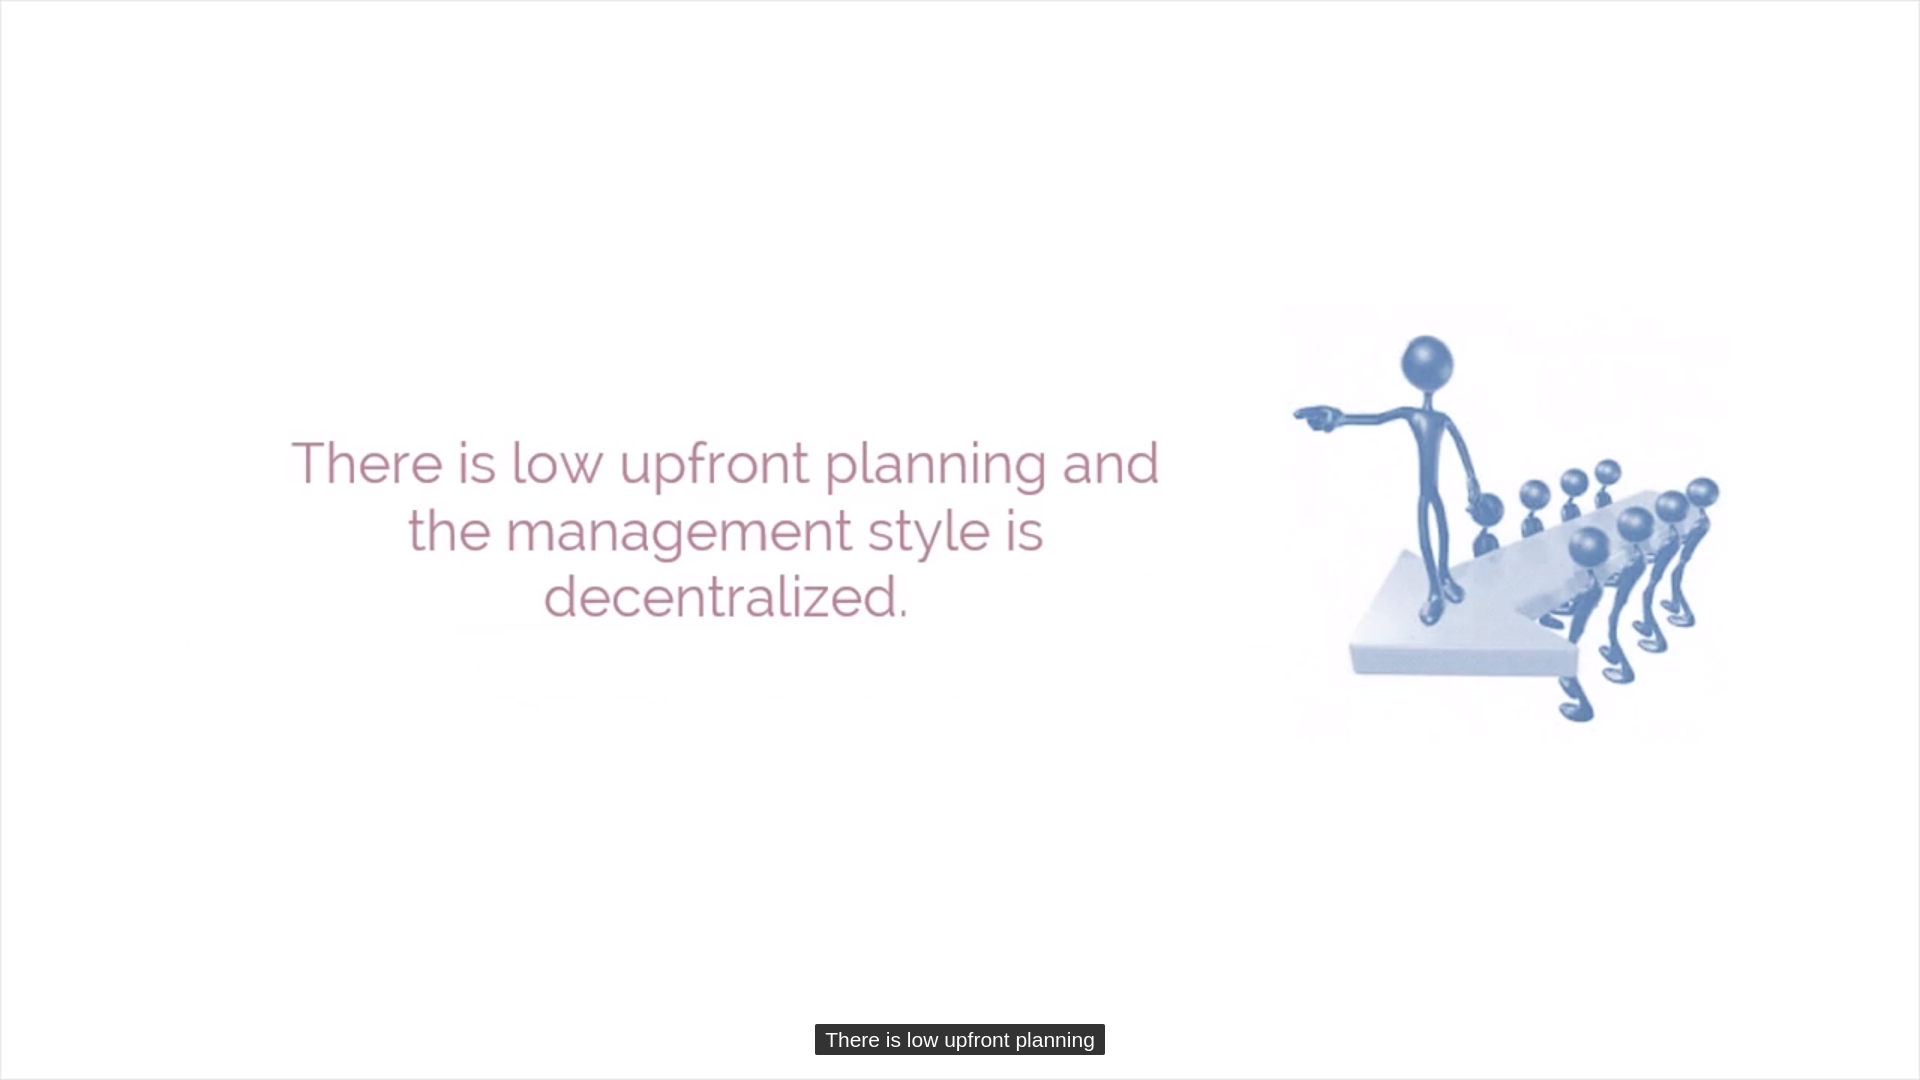 There is low upfront planning and
the management style is
decentralized.
There is low upfront planning